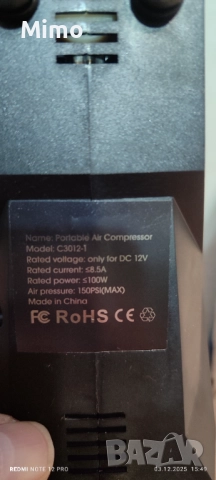 Mimo
Name: Portable Air Compressor
Model: C3012-1
Rated voltage: only for DC 12V
Rated current: ≤8.5A
Rated power: ≤100W
Air pressure: 150PSI(MAX)
Made in China
FC RoHS CE
REDMI NOTE 12 PRO
03.12.2025 15:49
BAZAR